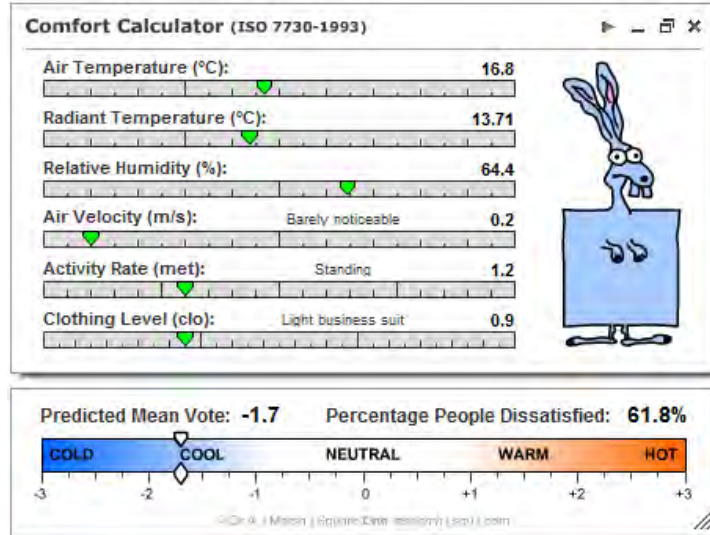 Comfort Calculator (ISO 7730-1993)
Air Temperature (°C): 16.8
Radiant Temperature (°C): 13.71
Relative Humidity (%): 64.4
Air Velocity (m/s): Barely noticeable 0.2
Activity Rate (met): Standing 1.2
Clothing Level (clo): Light business suit 0.9
Predicted Mean Vote: -1.7 Percentage People Dissatisfied: 61.8%
COLD COOL NEUTRAL WARM HOT
-3 -2 -1 0 +1 +2 +3